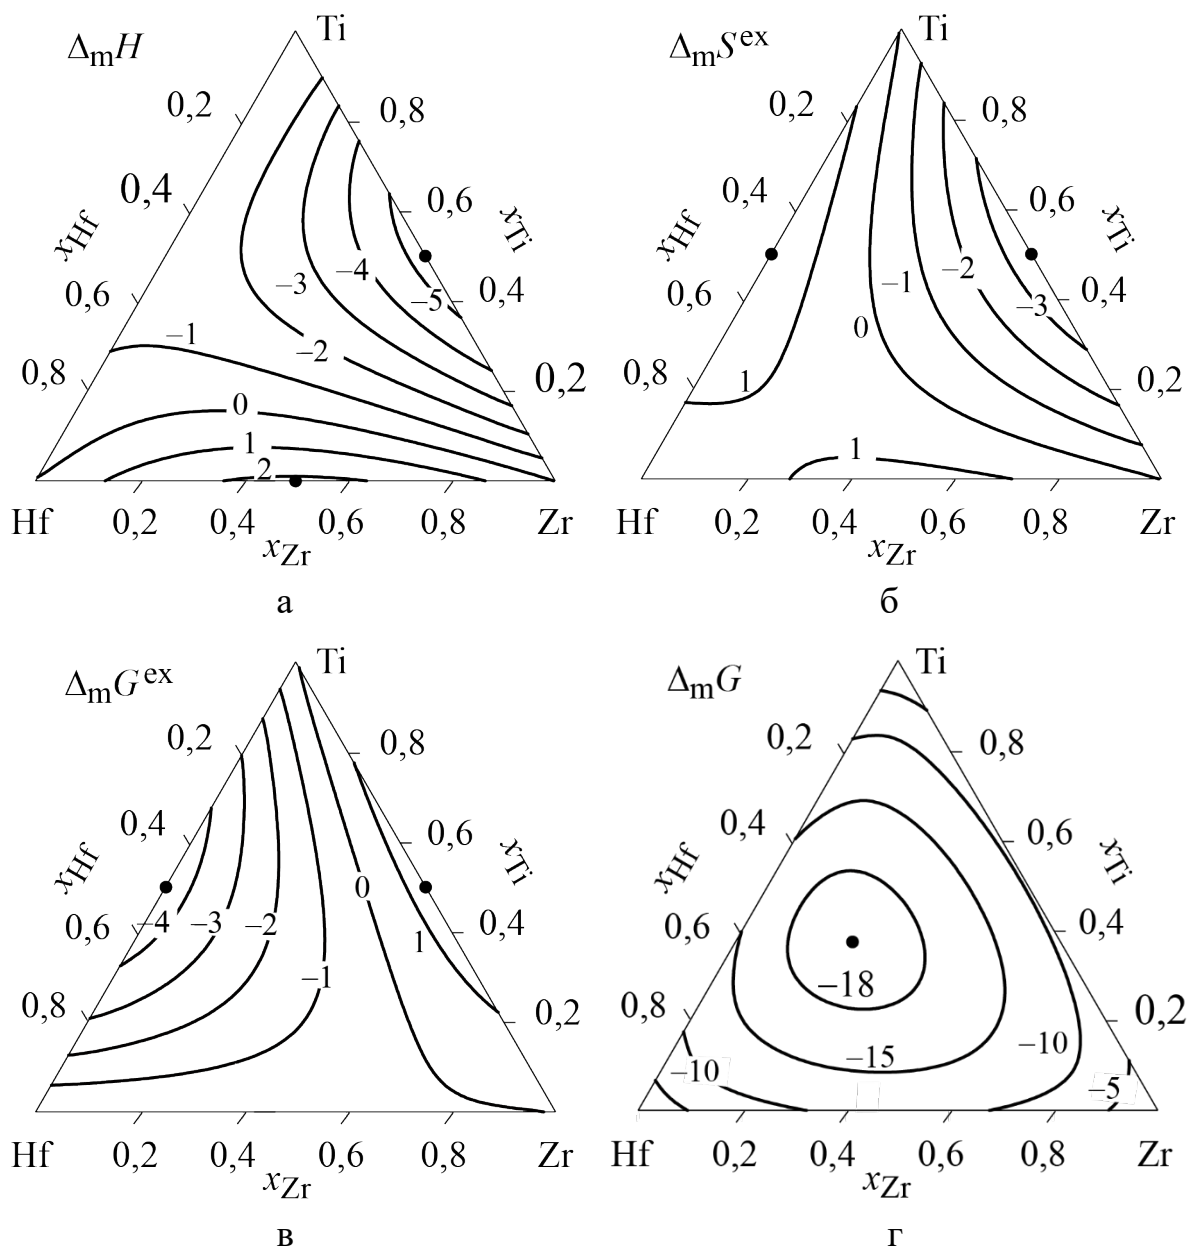 Ti Ti
ΔmH ΔmSex
0,2 0,8 0,2 0,8
0,4 0,6 0,4 0,6
xHf xTi xHf xTi
–3 –4 –1 –2
0,6 –5 0,4 0,6 –3 0,4
–1 –2 0
0,8 0,2 0,8 1 0,2
0
1 1
2
Hf 0,2 0,4 0,6 0,8 Zr Hf 0,2 0,4 0,6 0,8 Zr
xZr xZr
а б
Ti Ti
ΔmGex ΔmG
0,2 0,8 0,2 0,8
0,4 0,6 0,4 0,6
xHf xTi xHf xTi
0
0,6 –4 –3 –2 1 0,4 0,6 0,4
–1 –18
0,8 0,2 0,8 0,2
–15 –10
–10 –5
Hf 0,2 0,4 0,6 0,8 Zr Hf 0,2 0,4 0,6 0,8 Zr
xZr xZr
в г